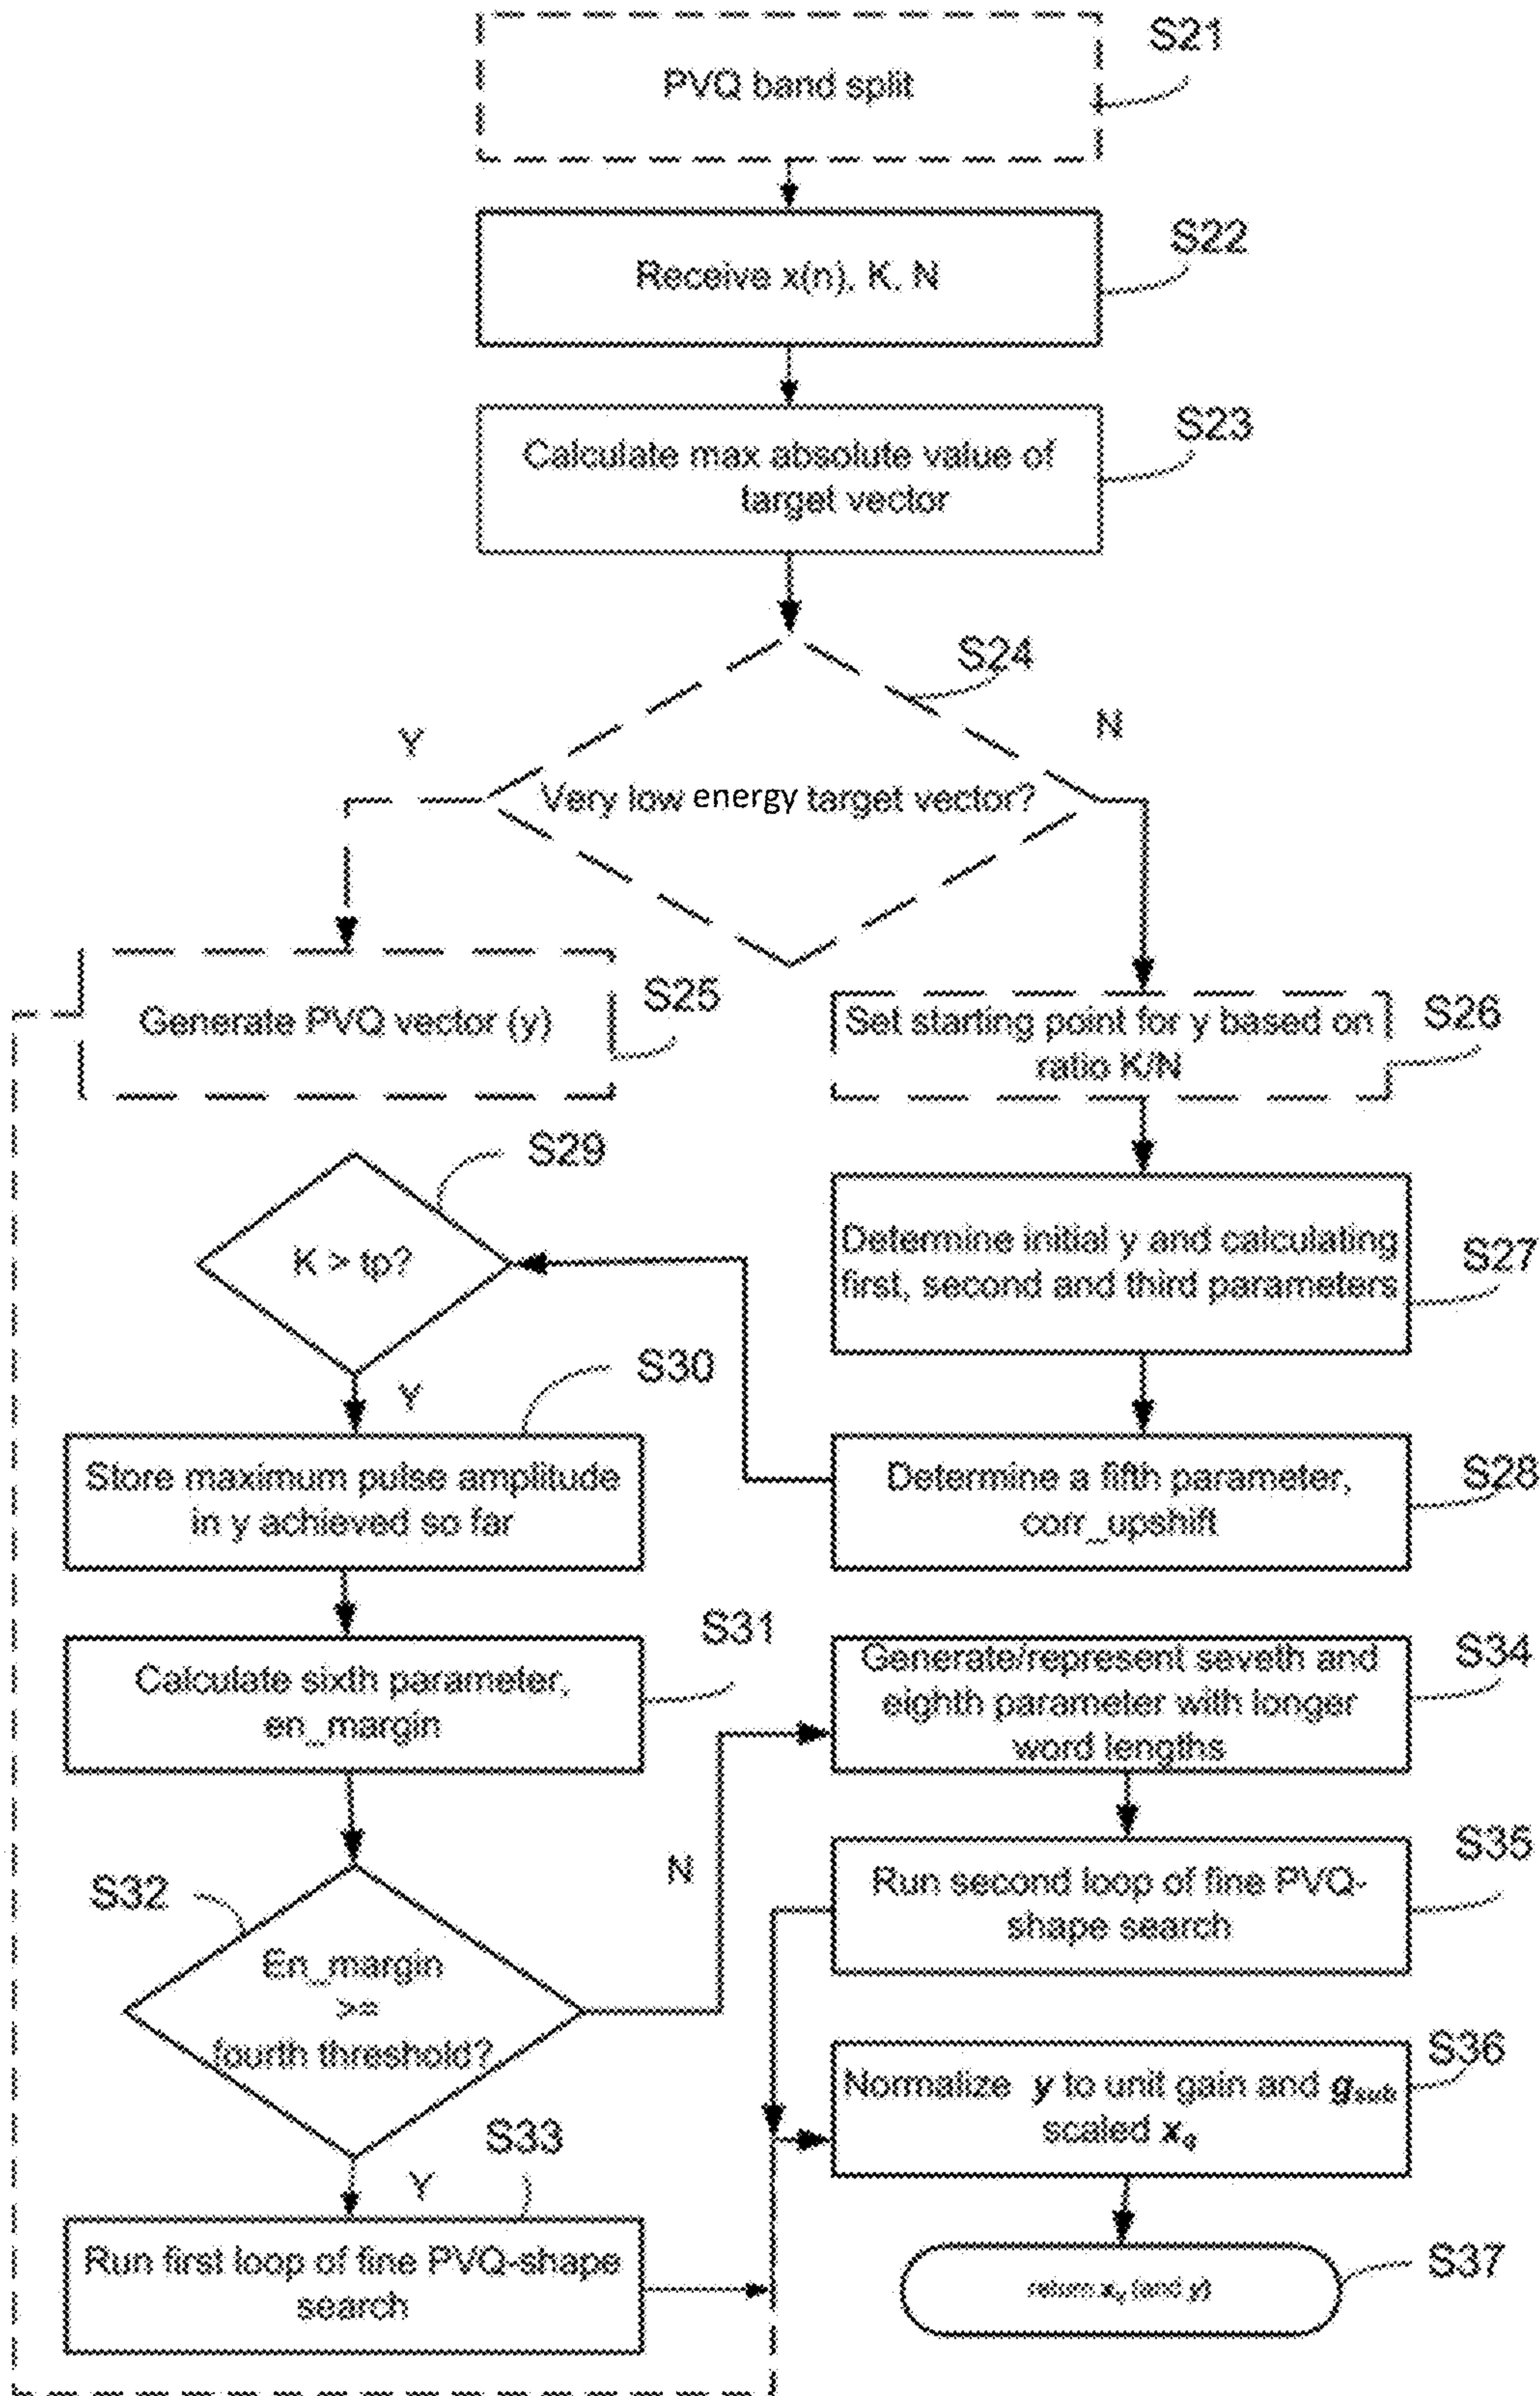 S21
PVQ band split
S22
Receive x(n), K, N
S23
Calculate max absolute value of
target vector
S24
Y
N
Very low energy target vector?
S25
Generate PVQ vector (y)
S26
Set starting point for y based on
ratio K/N
S29
K > tp?
S27
Determine initial y and calculating
first, second and third parameters
Y
S30
Store maximum pulse amplitude
in y achieved so far
S28
Determine a fifth parameter,
corr_upshift
S31
Calculate sixth parameter,
en_margin
S34
Generate/represent seveth and
eighth parameter with longer
word lengths
S32
En_margin
>=
fourth threshold?
N
S35
Run second loop of fine PVQ-
shape search
S36
Normalize y to unit gain and gsub
scaled xq
Y
S33
Run first loop of fine PVQ-shape
search
S37
return xq (and y)